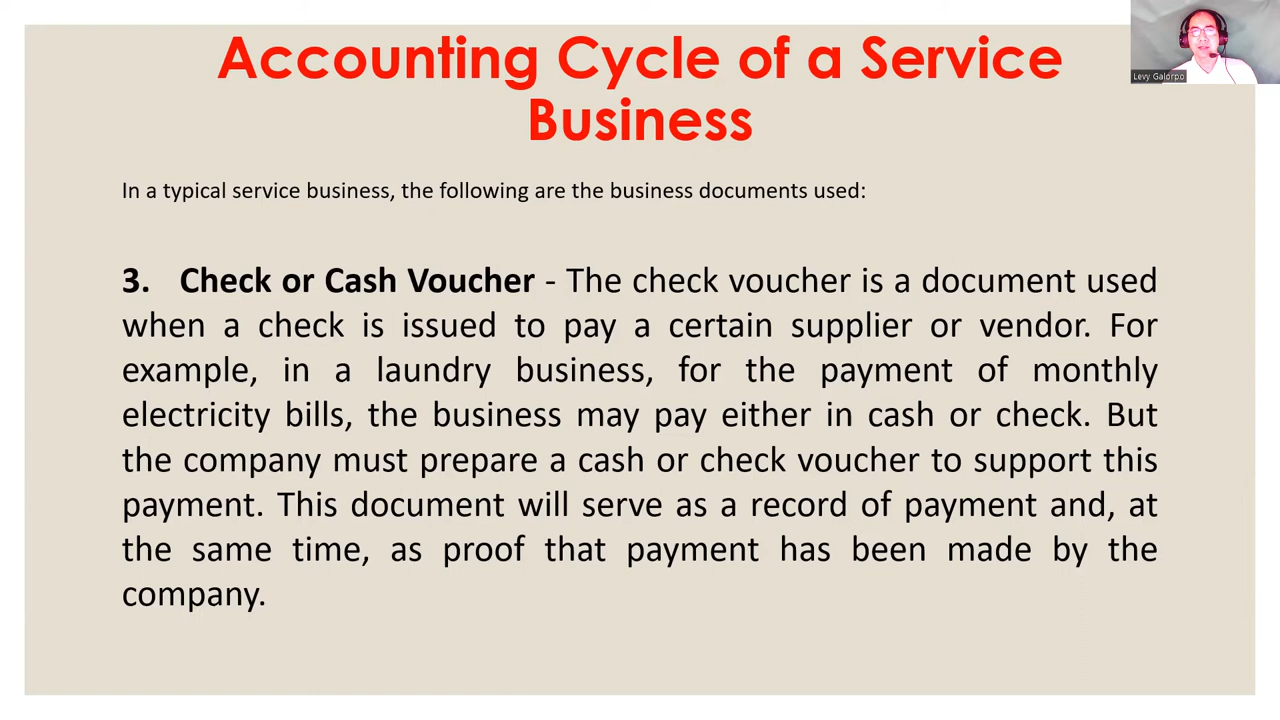 Accounting Cycle of a Service
Business
Levy Galorpo
In a typical service business, the following are the business documents used:
3. Check or Cash Voucher - The check voucher is a document used
when a check is issued to pay a certain supplier or vendor. For
example, in a laundry business, for the payment of monthly
electricity bills, the business may pay either in cash or check. But
the company must prepare a cash or check voucher to support this
payment. This document will serve as a record of payment and, at
the same time, as proof that payment has been made by the
company.